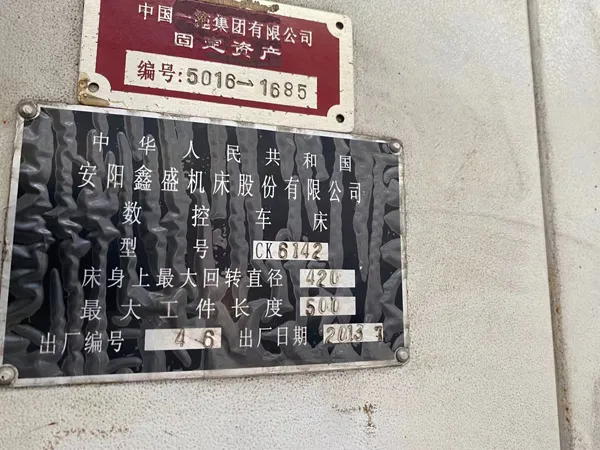 中国一拖集团有限公司
固定资产
编号:5016-1685
中华人民共和国
安阳鑫盛机床股份有限公司
数控车床
型号 CK6142
床身上最大回转直径 420
最大工件长度 500
出厂编号 46 出厂日期 2013 7